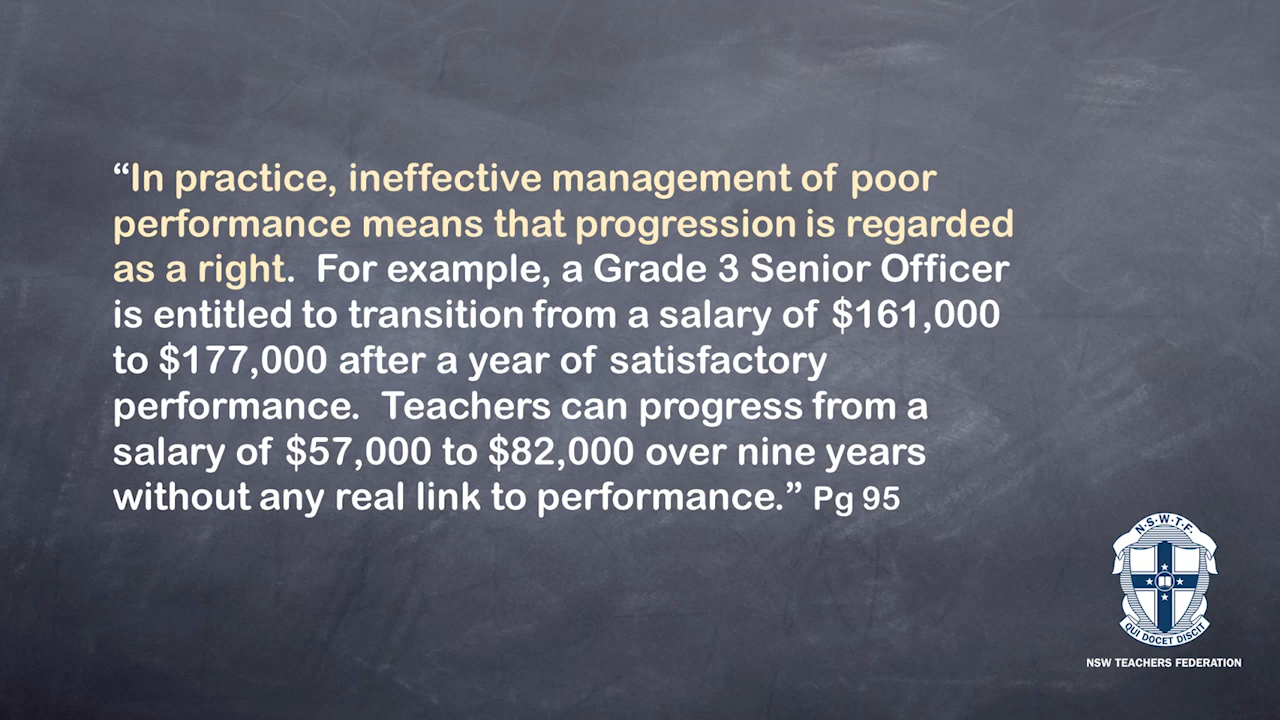 “In practice, ineffective management of poor
performance means that progression is regarded
as a right.  For example, a Grade 3 Senior Officer
is entitled to transition from a salary of $161,000
to $177,000 after a year of satisfactory
performance.  Teachers can progress from a
salary of $57,000 to $82,000 over nine years
without any real link to performance.” Pg 95
N·S·W·T·F·
QUI DOCET DISCIT
NSW TEACHERS FEDERATION